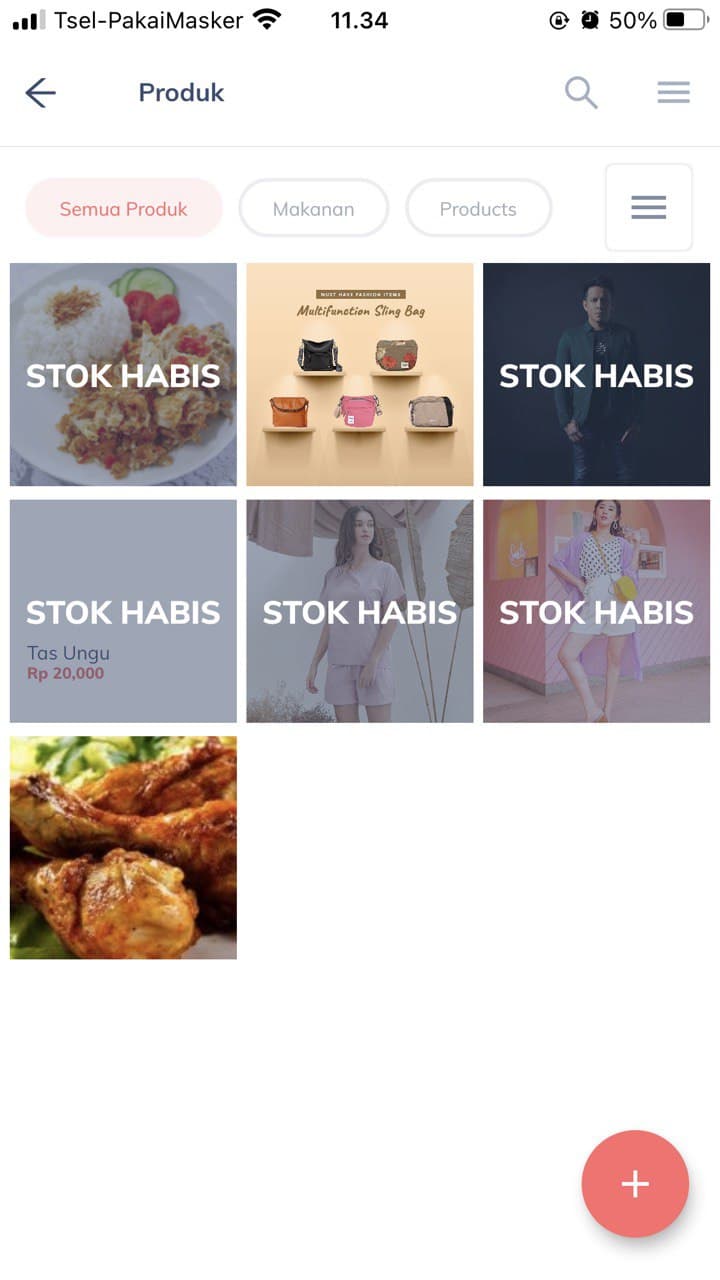 Tsel-PakaiMasker 11.34 50%
Produk
Semua Produk Makanan Products
MUST HAVE FASHION ITEMS
Multifunction Sling Bag
STOK HABIS STOK HABIS
STOK HABIS STOK HABIS STOK HABIS
Tas Ungu
Rp 20,000